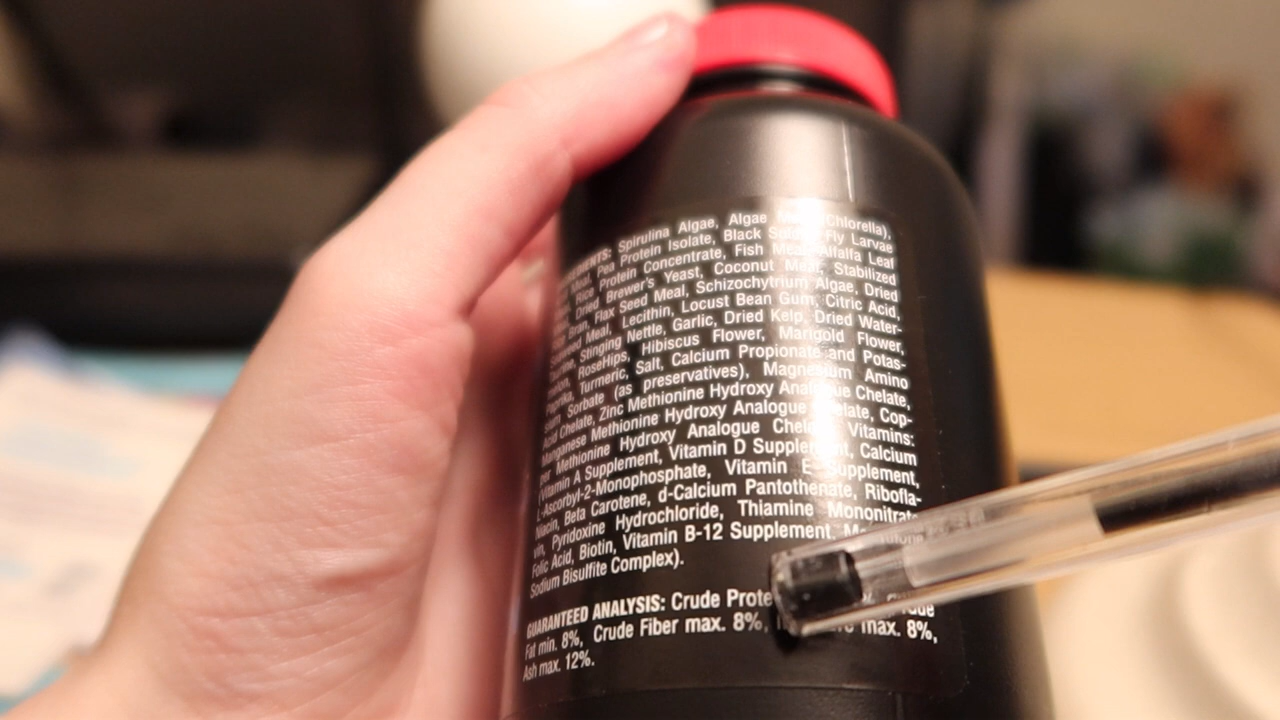 Spirulina Algae, Algae Chlorella),
Meal, Pea Protein Isolate, Black Fly Larvae
Rice Protein Concentrate, Fish Meal, Alfalfa Leaf
Dried Brewer's Yeast, Coconut Meal, Stabilized
Bran, Flax Seed Meal, Schizochytrium Algae, Dried
Meal, Lecithin, Locust Bean Gum, Citric Acid,
Stinging Nettle, Garlic, Dried Kelp, Dried Water-
RoseHips, Hibiscus Flower, Marigold Flower,
Paprika, Turmeric, Salt, Calcium Propionate and Potas-
sium Sorbate (as preservatives), Magnesium Amino
Acid Chelate, Zinc Methionine Hydroxy Analogue Chelate,
Manganese Methionine Hydroxy Analogue Chelate, Cop-
per Methionine Hydroxy Analogue Vitamins:
(Vitamin A Supplement, Vitamin D Supplement, Calcium
L-Ascorbyl-2-Monophosphate, Vitamin E Supplement,
Niacin, Beta Carotene, d-Calcium Pantothenate, Ribofla-
vin, Pyridoxine Hydrochloride, Thiamine Mononitrate
Folic Acid, Biotin, Vitamin B-12 Supplement,
Sodium Bisulfite Complex).
GUARANTEED ANALYSIS: Crude
Fat min. 8%, Crude Fiber max. 8%, max. 8%,
Ash max. 12%.